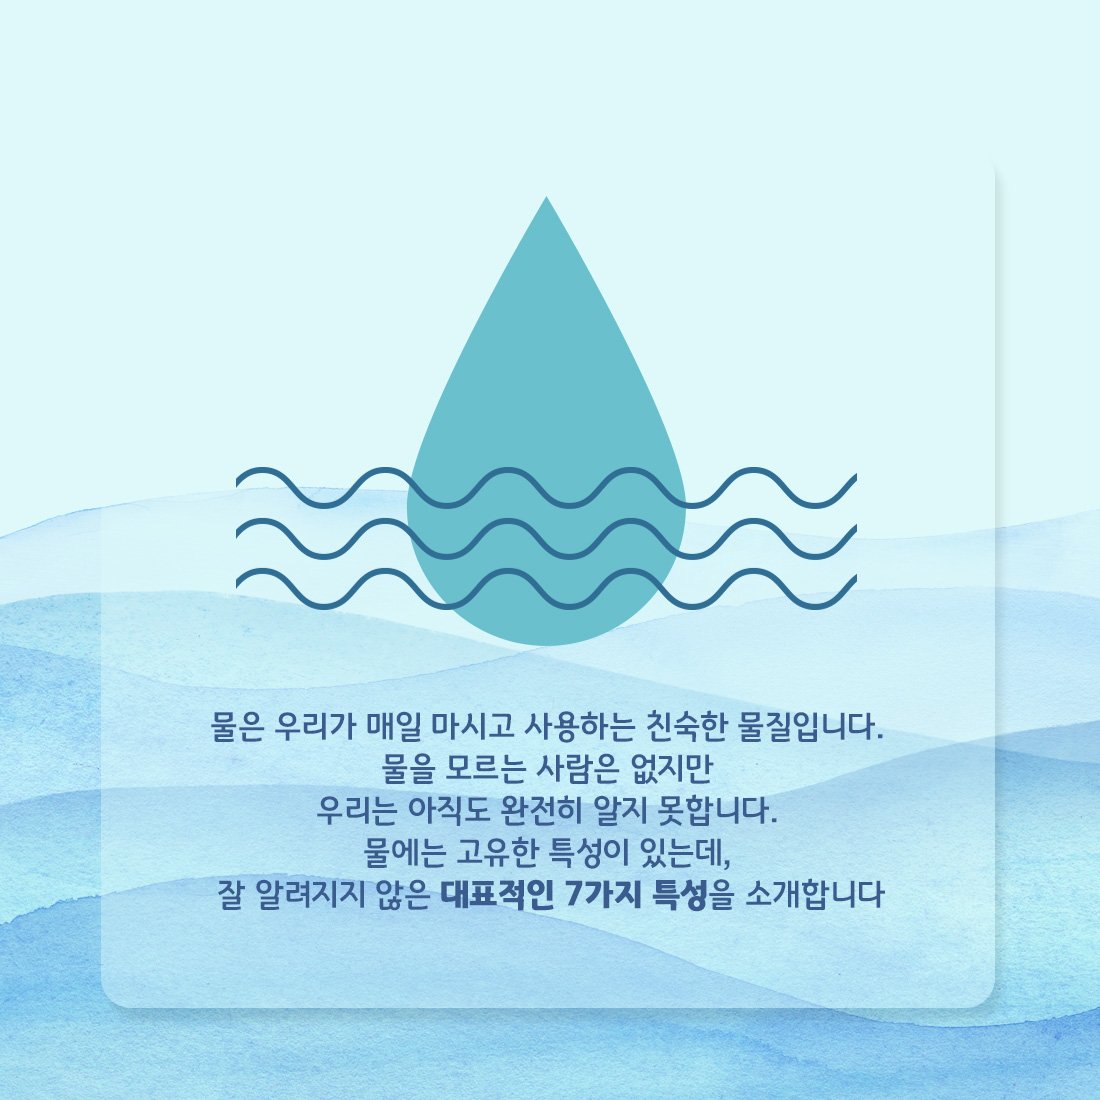 물은 우리가 매일 마시고 사용하는 친숙한 물질입니다.
물을 모르는 사람은 없지만
우리는 아직도 완전히 알지 못합니다.
물에는 고유한 특성이 있는데,
잘 알려지지 않은 대표적인 7가지 특성을 소개합니다